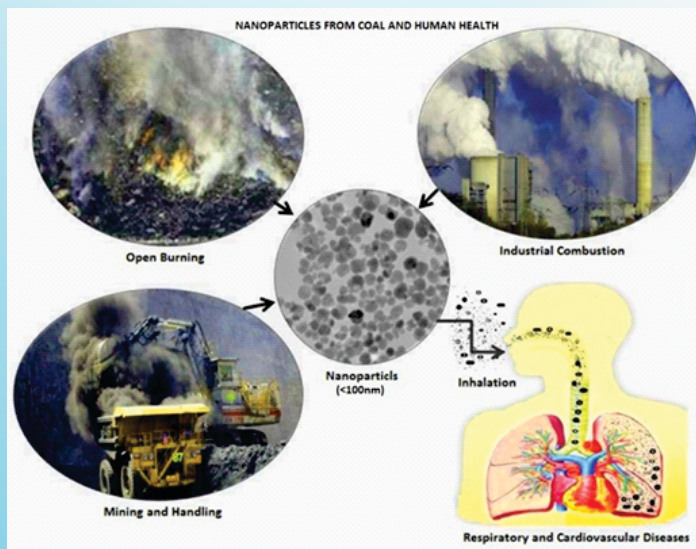 NANOPARTICLES FROM COAL AND HUMAN HEALTH
Open Burning
Industrial Combustion
Nanoparticls
(<100nm)
Inhalation
Mining and Handling
Respiratory and Cardiovascular Diseases